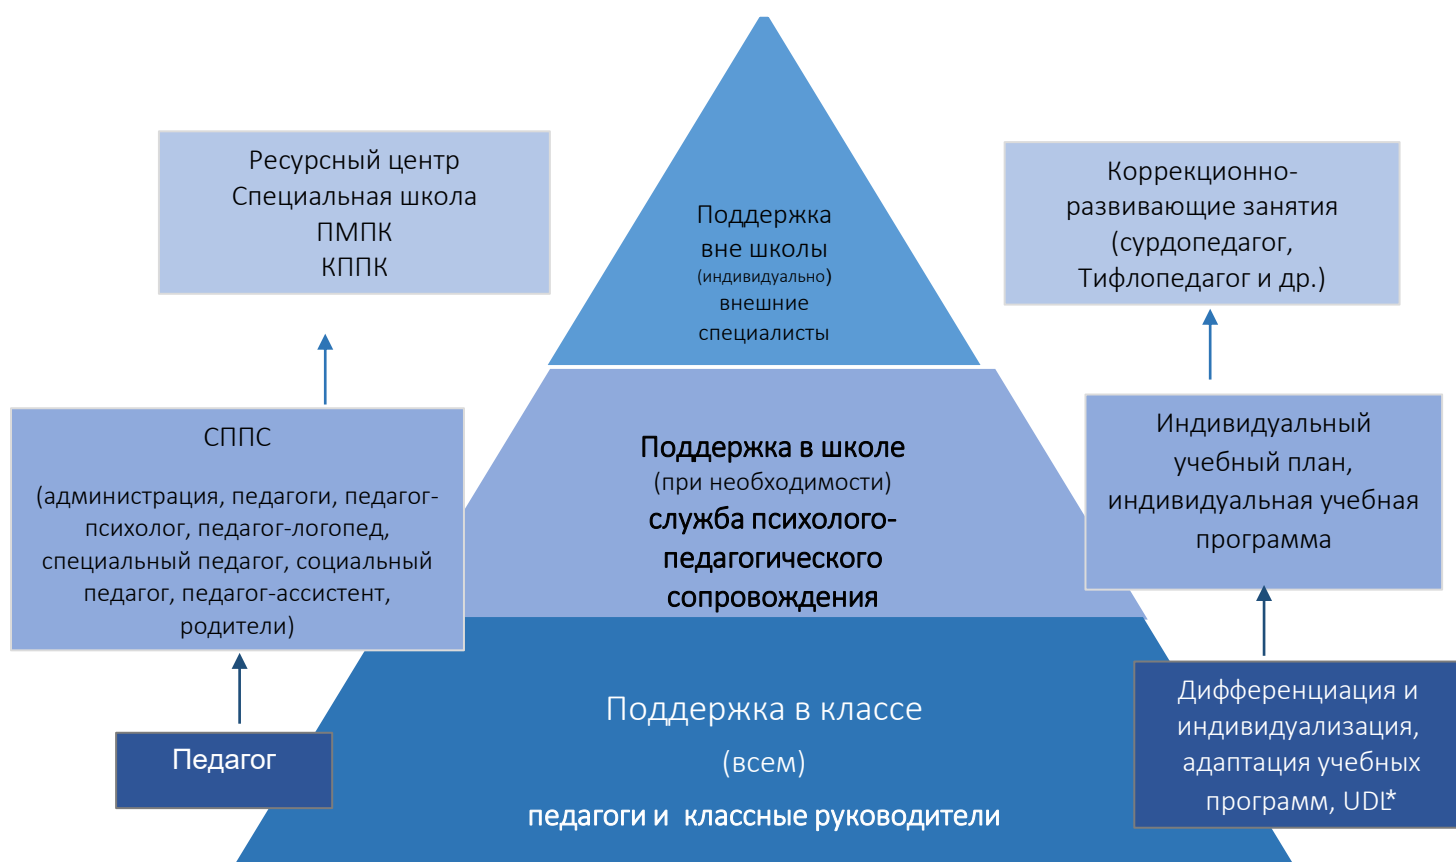 Ресурсный центр
Специальная школа
ПМПК
КППК
Поддержка
вне школы
(индивидуально)
внешние
специалисты
Коррекционно-
развивающие занятия
(сурдопедагог,
Тифлопедагог и др.)
СППС
(администрация, педагоги, педагог-
психолог, педагог-логопед,
специальный педагог, социальный
педагог, педагог-ассистент,
родители)
Поддержка в школе
(при необходимости)
служба психолого-
педагогического
сопровождения
Индивидуальный
учебный план,
индивидуальная учебная
программа
Педагог
Поддержка в классе
(всем)
педагоги и классные руководители
Дифференциация и
индивидуализация,
адаптация учебных
программ, UDL*